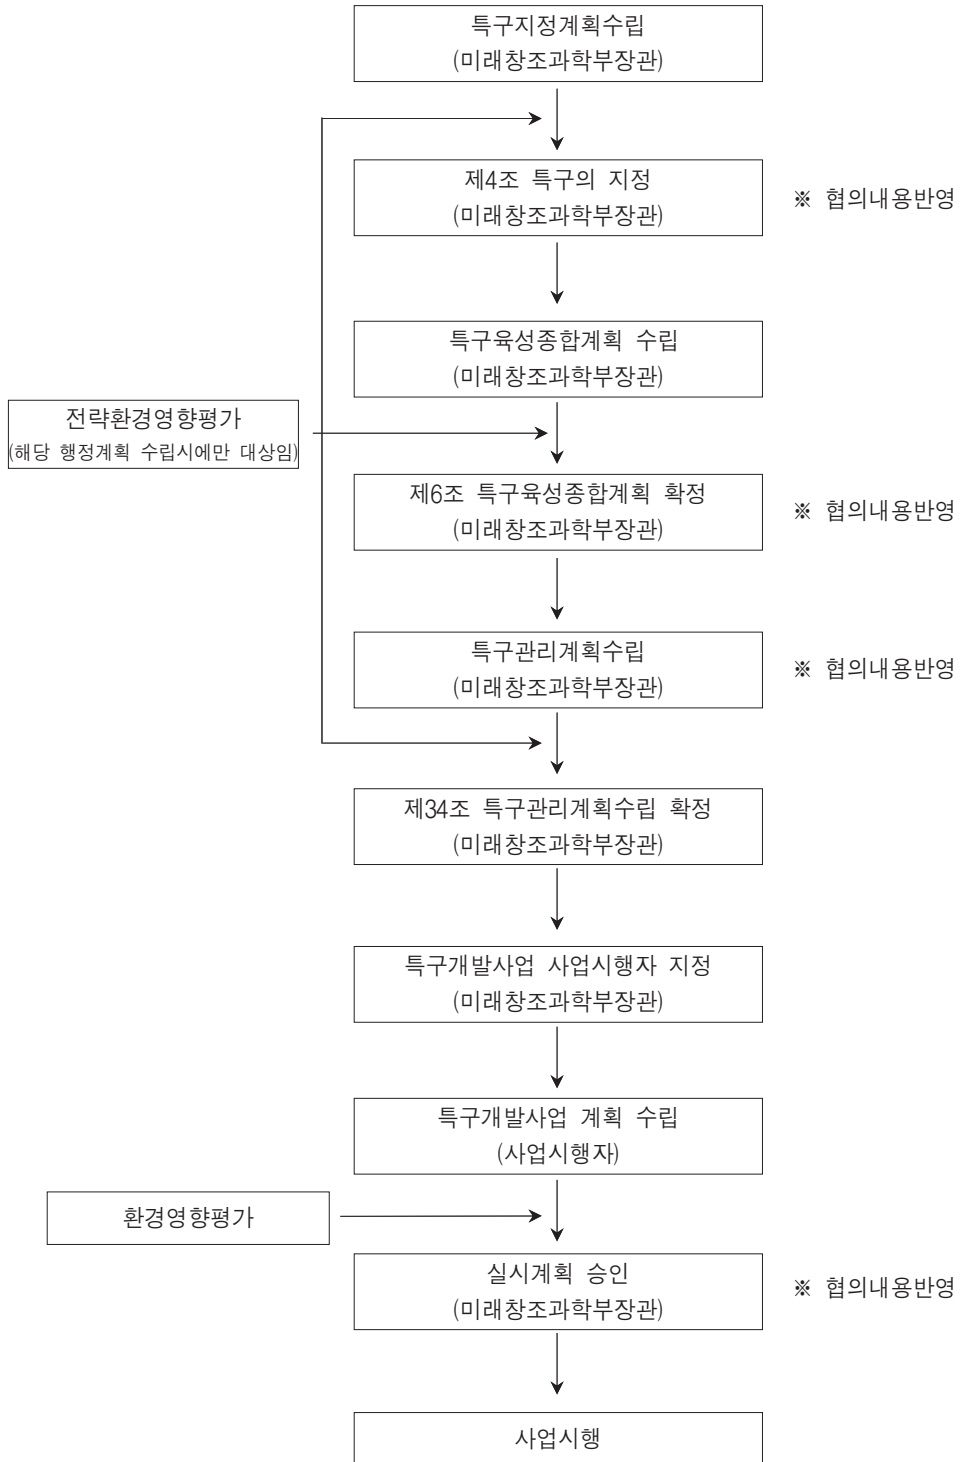 특구지정계획수립
(미래창조과학부장관)
제4조 특구의 지정
(미래창조과학부장관)
※ 협의내용반영
특구육성종합계획 수립
(미래창조과학부장관)
전략환경영향평가
(해당 행정계획 수립시에만 대상임)
제6조 특구육성종합계획 확정
(미래창조과학부장관)
※ 협의내용반영
특구관리계획수립
(미래창조과학부장관)
※ 협의내용반영
제34조 특구관리계획수립 확정
(미래창조과학부장관)
특구개발사업 사업시행자 지정
(미래창조과학부장관)
특구개발사업 계획 수립
(사업시행자)
환경영향평가
실시계획 승인
(미래창조과학부장관)
※ 협의내용반영
사업시행